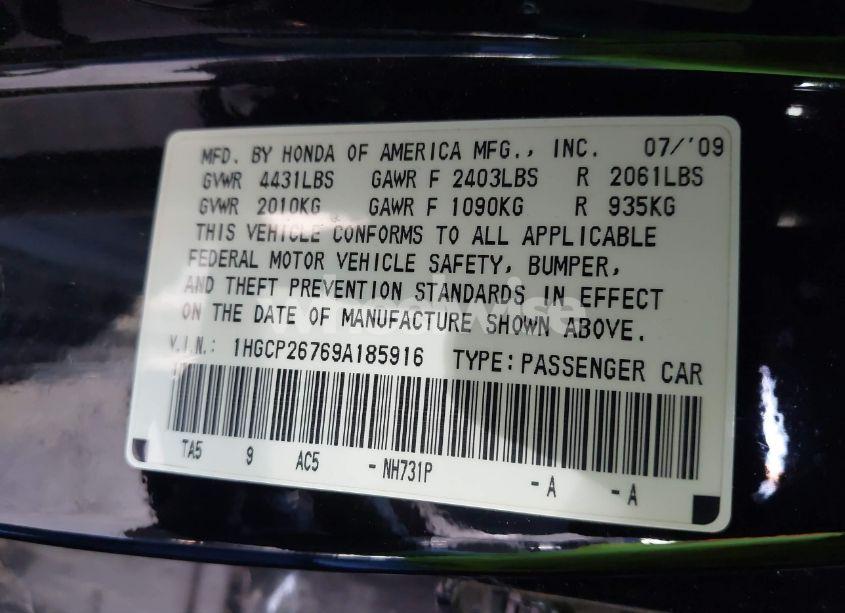 MFD. BY HONDA OF AMERICA MFG., INC. 07/'09
GVWR 4431LBS GAWR F 2403LBS R 2061LBS
GVWR 2010KG GAWR F 1090KG R 935KG
THIS VEHICLE CONFORMS TO ALL APPLICABLE
FEDERAL MOTOR VEHICLE SAFETY, BUMPER,
AND THEFT PREVENTION STANDARDS IN EFFECT
ON THE DATE OF MANUFACTURE SHOWN ABOVE.
V.I.N.: 1HGCP26769A185916 TYPE:PASSENGER CAR
TA5 9 AC5 -NH731P -A -A